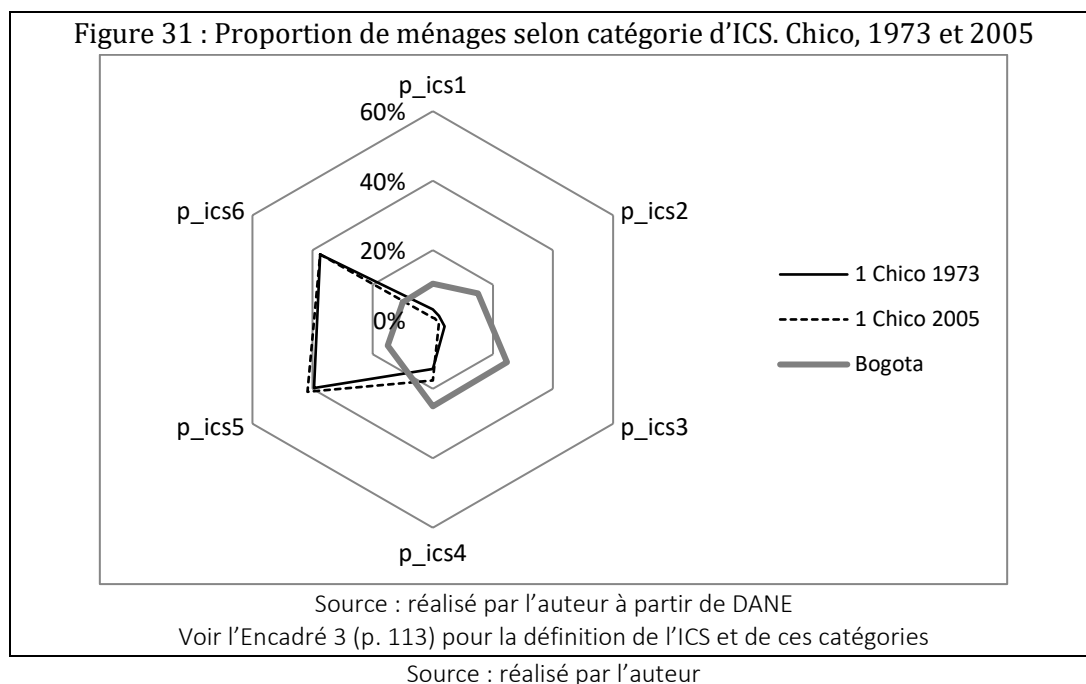 Figure 31 : Proportion de ménages selon catégorie d’ICS. Chico, 1973 et 2005
p_ics1
60%
40%
p_ics6
p_ics2
20%
1 Chico 1973
0%
1 Chico 2005
Bogota
p_ics5
p_ics3
p_ics4
Source : réalisé par l’auteur à partir de DANE
Voir l’Encadré 3 (p. 113) pour la définition de l’ICS et de ces catégories
Source : réalisé par l’auteur